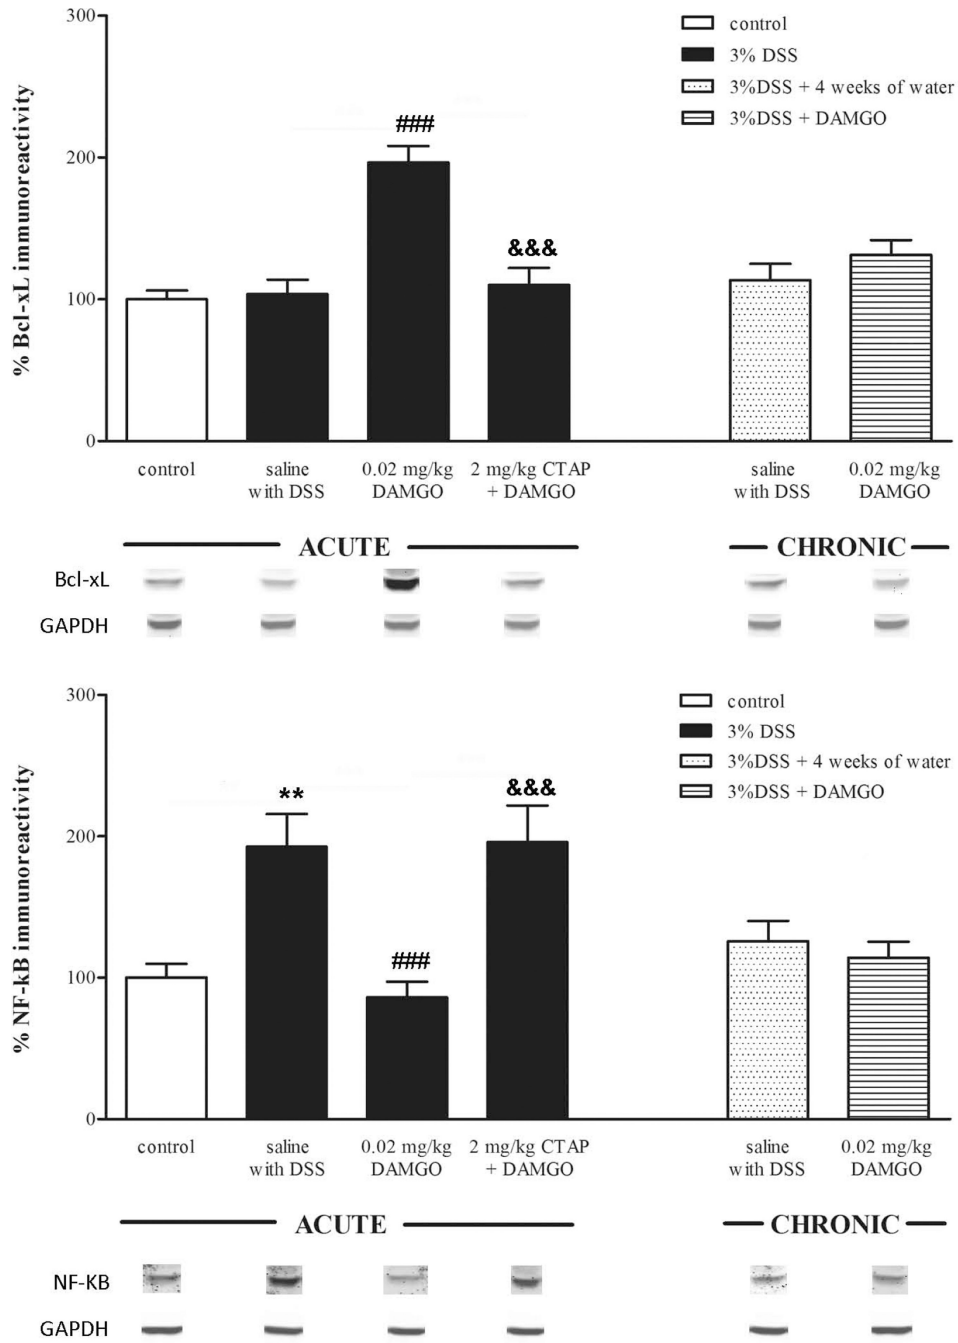 300
200
100
0
% Bcl-xL immunoreactivity
control
3% DSS
3%DSS + 4 weeks of water
3%DSS + DAMGO
###
&&&
control
saline
with DSS
0.02 mg/kg
DAMGO
2 mg/kg CTAP
+ DAMGO
saline
with DSS
0.02 mg/kg
DAMGO
ACUTE
CHRONIC
Bcl-xL
GAPDH
300
200
100
0
% NF-kB immunoreactivity
control
3% DSS
3%DSS + 4 weeks of water
3%DSS + DAMGO
**
###
&&&
control
saline
with DSS
0.02 mg/kg
DAMGO
2 mg/kg CTAP
+ DAMGO
saline
with DSS
0.02 mg/kg
DAMGO
ACUTE
CHRONIC
NF-KB
GAPDH